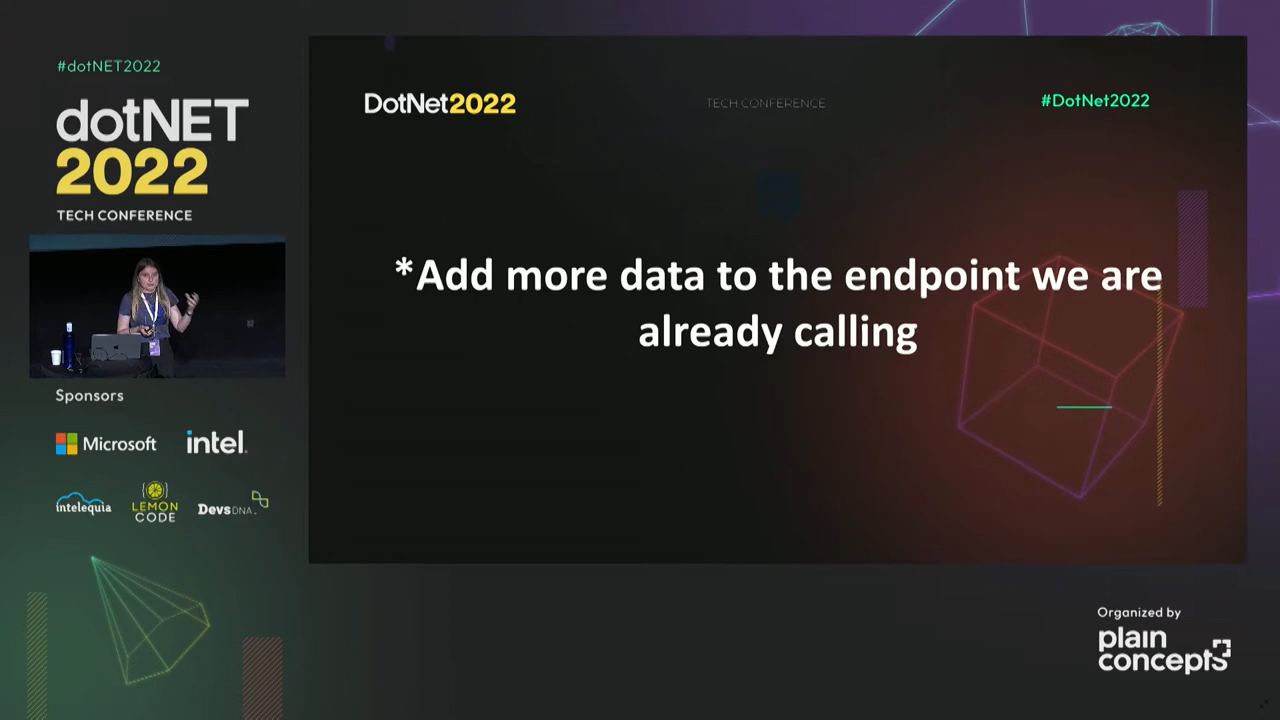 #dotNET2022
dotNET
2022
TECH CONFERENCE
Sponsors
Microsoft
intel.
intelequia
LEMON
CODE
DevsDNA.
DotNet2022
TECH CONFERENCE
#DotNet2022
*Add more data to the endpoint we are
already calling
Organized by
plain
concepts